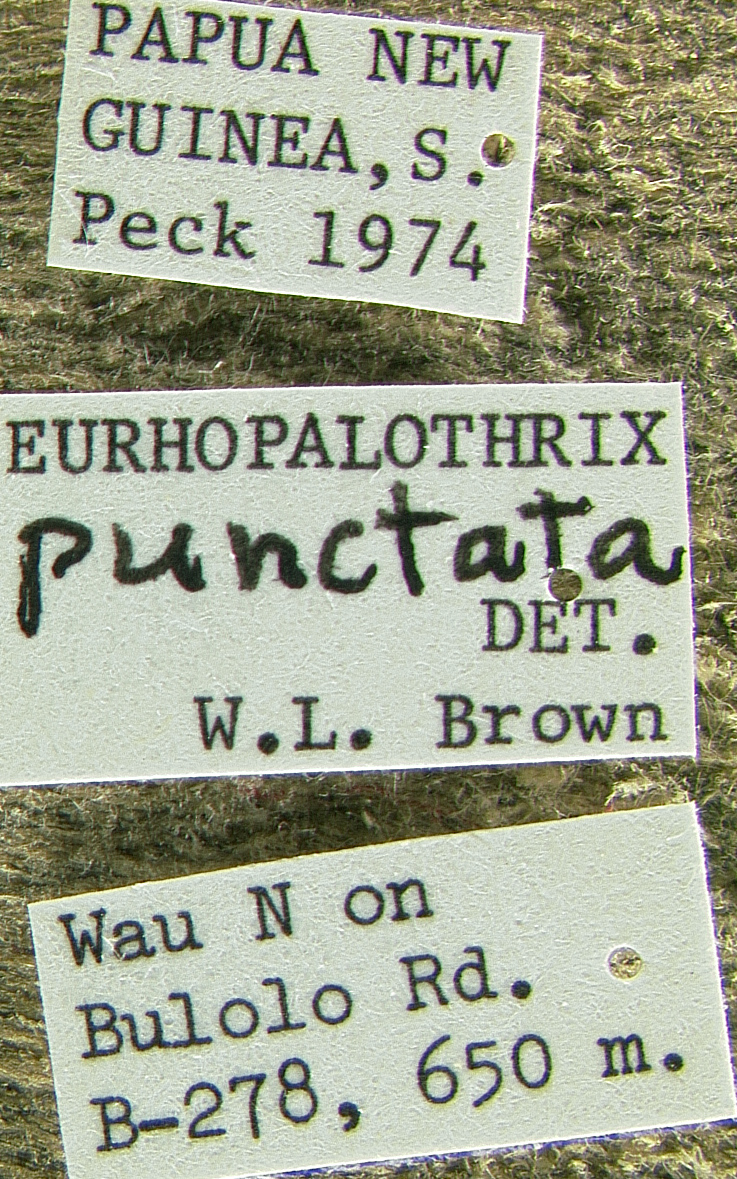 PAPUA NEW
GUINEA, S.
Peck 1974
EURHOPALOTHRIX
punctata
DET.
W.L. Brown
Wau N on
Bulolo Rd.
B-278, 650 m.